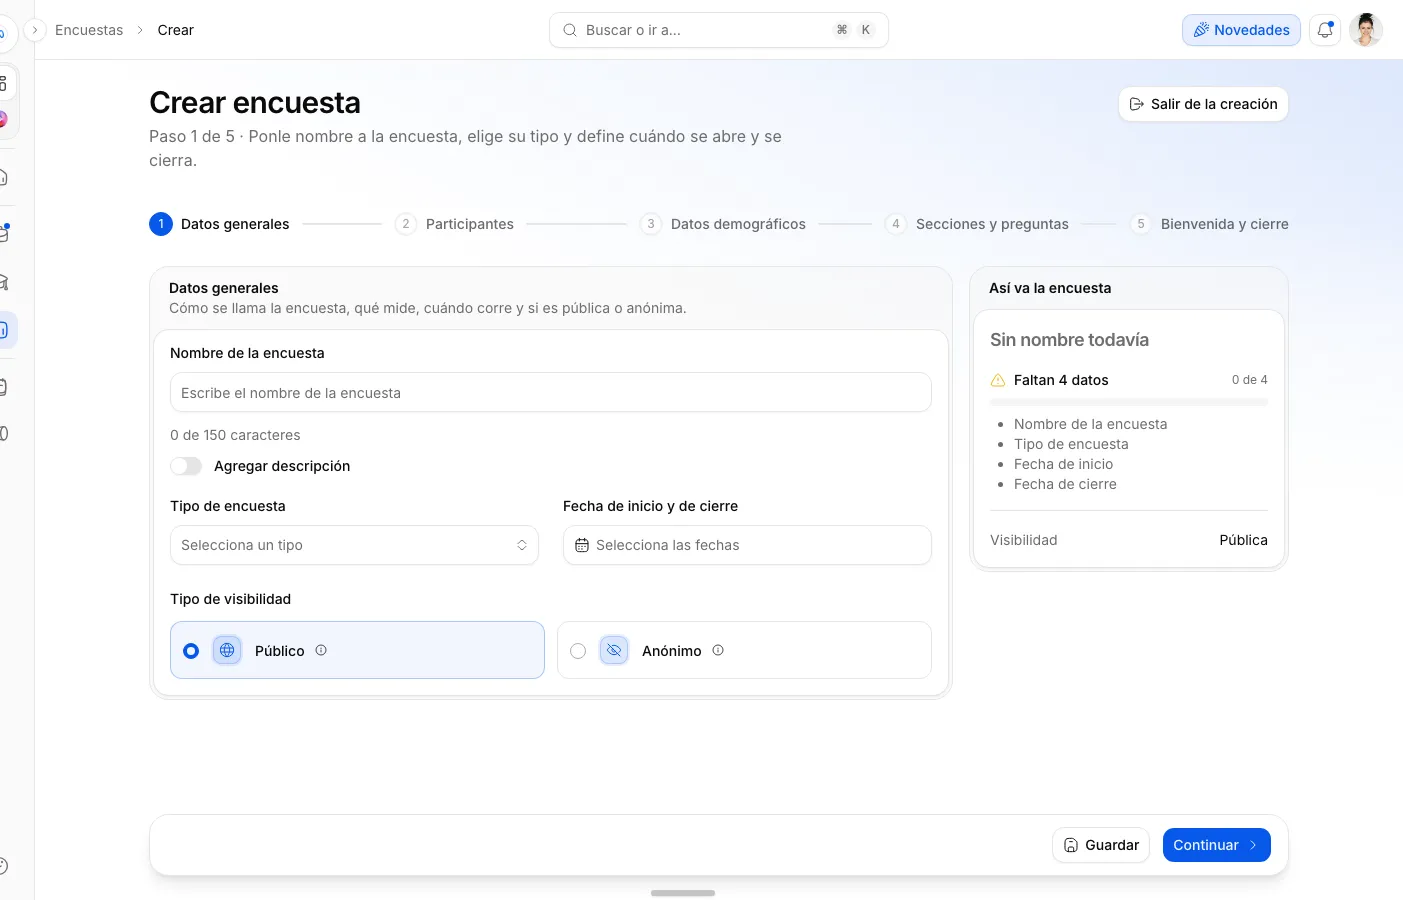 Encuestas
Crear
Buscar o ir a...
⌘ K
Novedades
Crear encuesta
Paso 1 de 5 · Ponle nombre a la encuesta, elige su tipo y define cuándo se abre y se
cierra.
Salir de la creación
1 Datos generales
2 Participantes
3 Datos demográficos
4 Secciones y preguntas
5 Bienvenida y cierre
Datos generales
Cómo se llama la encuesta, qué mide, cuándo corre y si es pública o anónima.
Nombre de la encuesta
Escribe el nombre de la encuesta
0 de 150 caracteres
Agregar descripción
Tipo de encuesta
Selecciona un tipo
Fecha de inicio y de cierre
Selecciona las fechas
Tipo de visibilidad
Público
Anónimo
Así va la encuesta
Sin nombre todavía
Faltan 4 datos
0 de 4
Nombre de la encuesta
Tipo de encuesta
Fecha de inicio
Fecha de cierre
Visibilidad
Pública
Guardar
Continuar